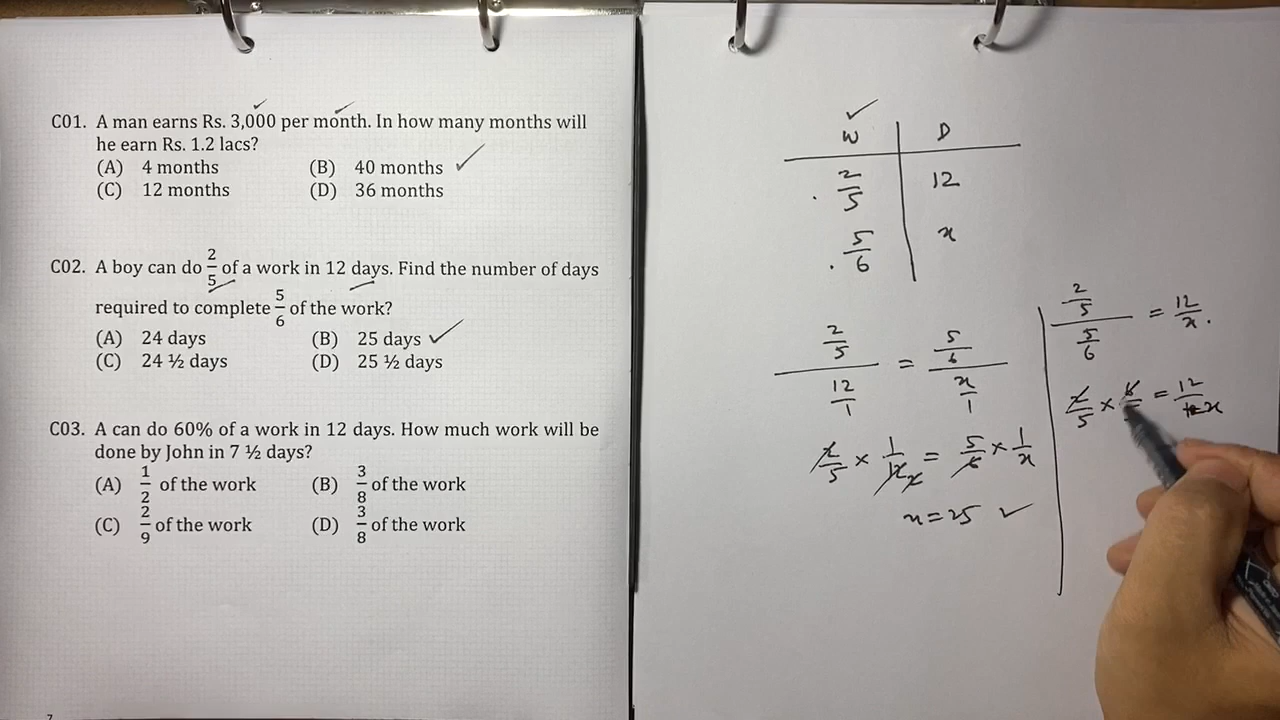 C01. A man earns Rs. 3,000 per month. In how many months will
he earn Rs. 1.2 lacs?
(A) 4 months (B) 40 months
(C) 12 months (D) 36 months
C02. A boy can do 2/5 of a work in 12 days. Find the number of days
required to complete 5/6 of the work?
(A) 24 days (B) 25 days
(C) 24 ½ days (D) 25 ½ days
C03. A can do 60% of a work in 12 days. How much work will be
done by John in 7 ½ days?
(A) 1/2 of the work (B) 3/8 of the work
(C) 2/9 of the work (D) 3/8 of the work
W D
2/5 12
5/6 x
2/5 / 12/1 = 5/6 / x/1
2/5 × 1/12 = 5/6 × 1/x
x = 25
2/5 / 5/6 = 12/x
2/5 × 6 = 12/x